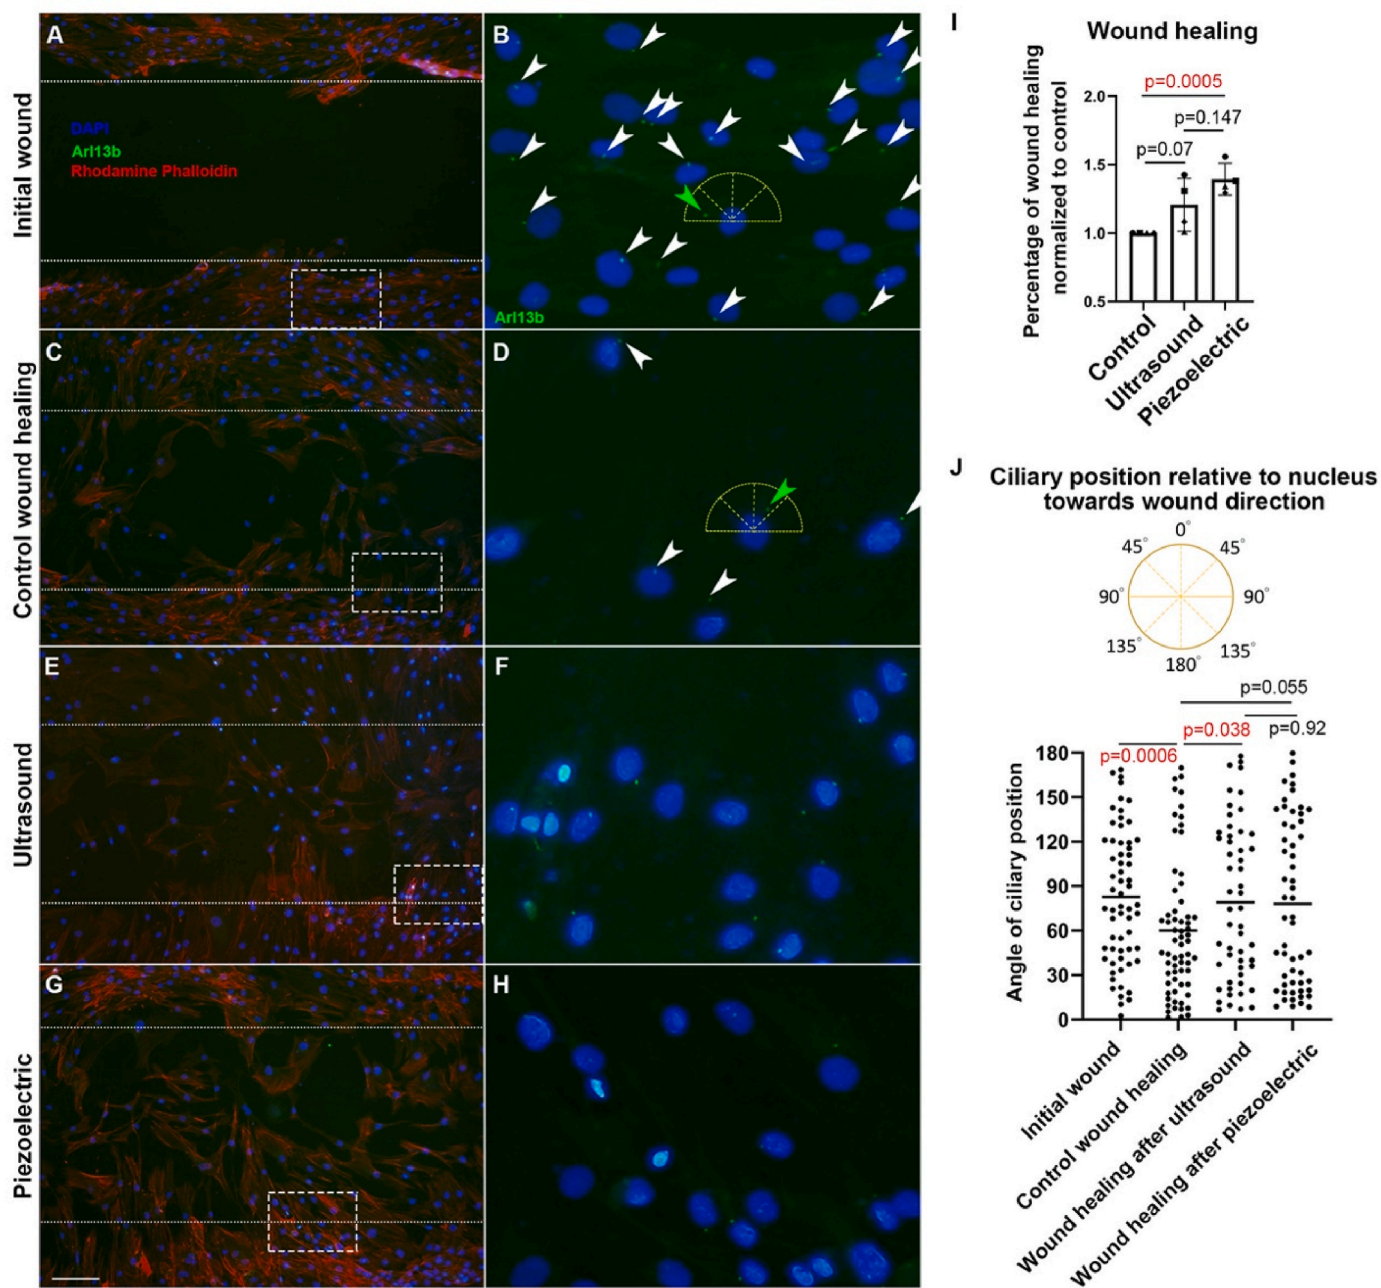 A
B
Initial wound
DAPI
Arl13b
Rhodamine Phalloidin
Arl13b
C
D
Control wound healing
E
F
Ultrasound
G
H
Piezoelectric
I
Wound healing
Percentage of wound healing
normalized to control
p=0.0005
p=0.147
p=0.07
2.0
1.5
1.0
0.5
Control
Ultrasound
Piezoelectric
J
Ciliary position relative to nucleus
towards wound direction
0°
45° 45°
90° 90°
135° 135°
180°
p=0.055
p=0.038 p=0.92
p=0.0006
Angle of ciliary position
180
150
120
90
60
30
0
Initial wound
Control wound healing
Wound healing after ultrasound
Wound healing after piezoelectric